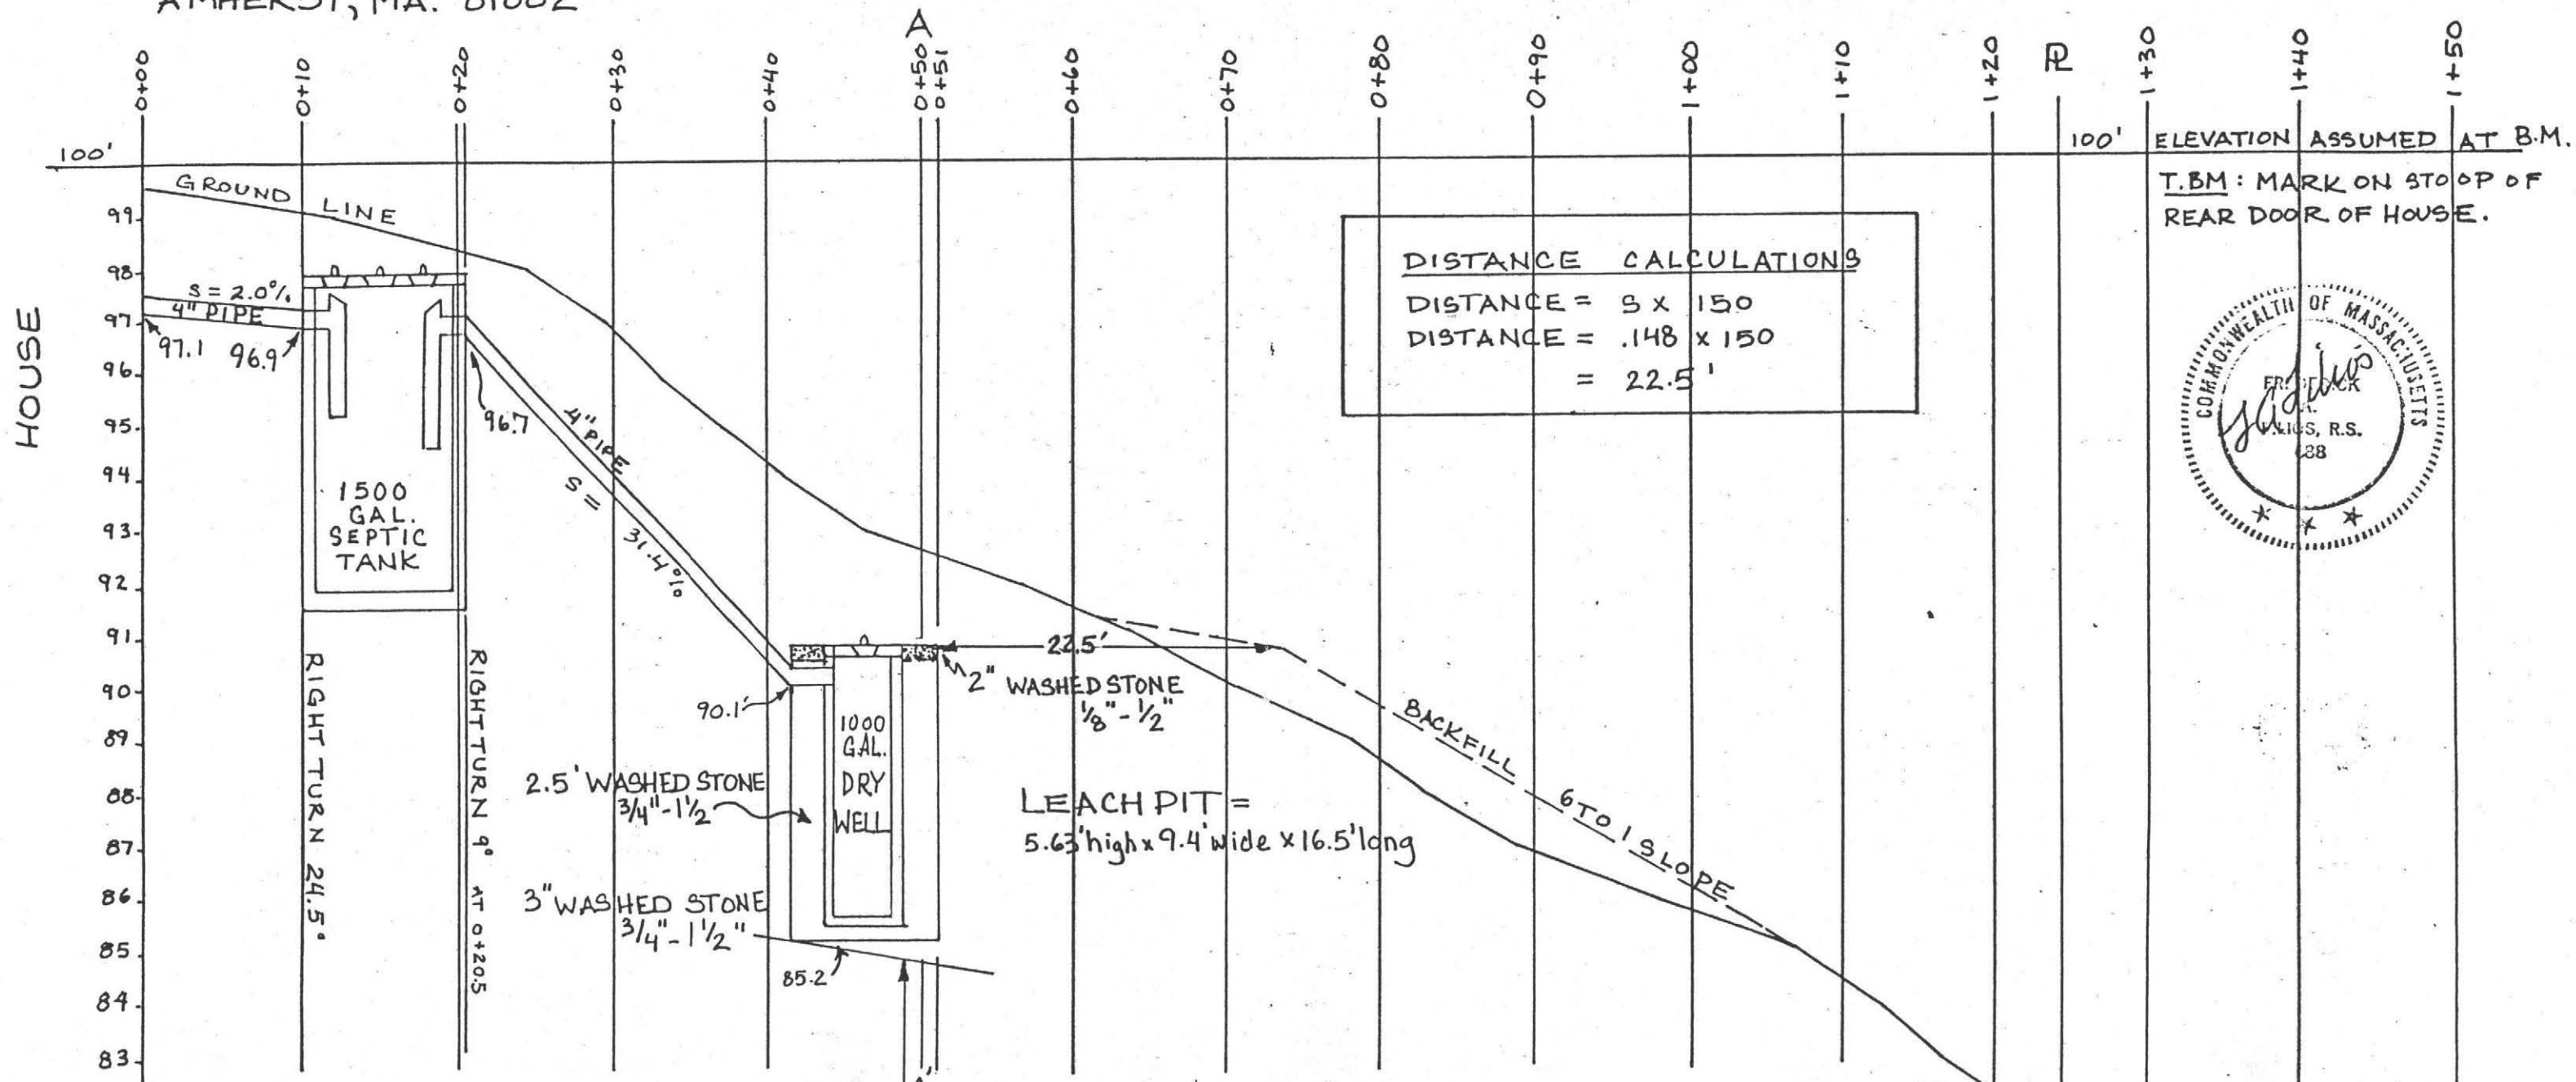 AMHERST, MA. 01002
A
0+00
0+10
0+20
0+30
0+40
0+50
0+51
0+60
0+70
0+80
0+90
1+00
1+10
1+20
PL
1+30
1+40
1+50
100'
100' ELEVATION ASSUMED AT B.M.
T.BM: MARK ON STOOP OF
REAR DOOR OF HOUSE.
HOUSE
99
98
97
96
95
94
93
92
91
90
89
88
87
86
85
84
83
GROUND LINE
S = 2.0%
4" PIPE
97.1
96.9
96.7
4" PIPE
S = 31.4%
1500
GAL.
SEPTIC
TANK
RIGHT TURN 24.5°
RIGHT TURN 9° AT 0+20.5
DISTANCE CALCULATIONS
DISTANCE = S x 150
DISTANCE = .148 x 150
= 22.5'
COMMONWEALTH OF MASSACHUSETTS
R.S.
22.5'
2" WASHED STONE
1/8" - 1/2"
90.1'
1000
GAL.
DRY
WELL
2.5' WASHED STONE
3/4" - 1 1/2
3" WASHED STONE
3/4" - 1 1/2"
85.2
LEACH PIT =
5.63' high x 9.4' wide x 16.5' long
BACKFILL 6 TO 1 SLOPE
A'